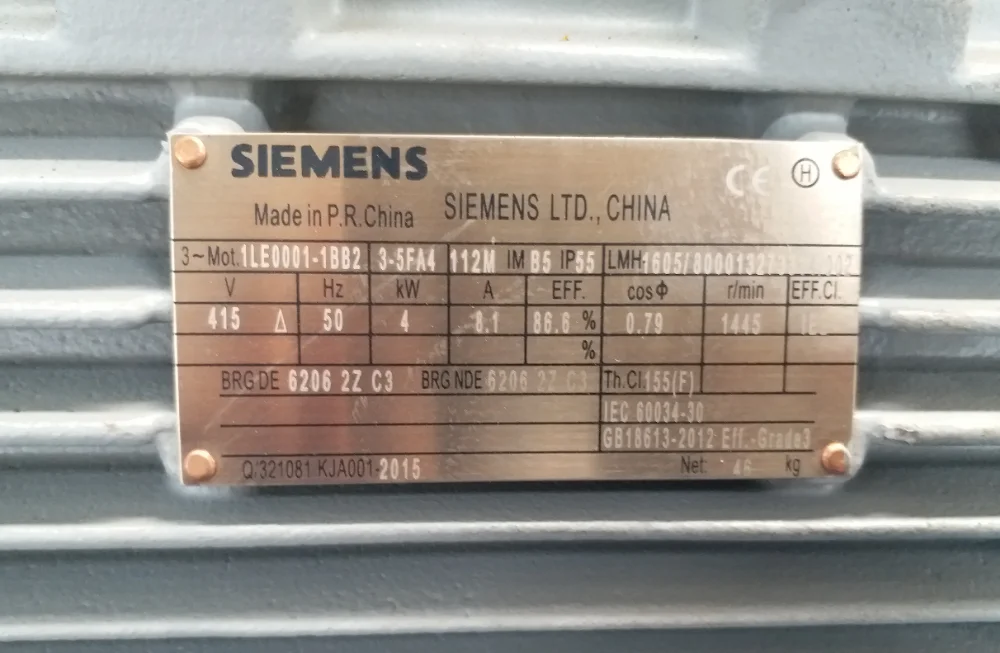 SIEMENS CE H
Made in P.R.China SIEMENS LTD., CHINA
3~Mot. 1LE0001-1BB2 3-5FA4 112M IM B5 IP55
V Hz kW A EFF. cosΦ r/min EFF.Cl.
415 Δ 50 4 8.1 86.6 % 0.79 1445
%
BRG DE 6206 2Z C3 BRG NDE 6206 2Z C3 Th.Cl.155(F)
IEC 60034-30
GB18613-2012 Eff.-Grade3
Q/321081 KJA001-2015 Net: 46 kg